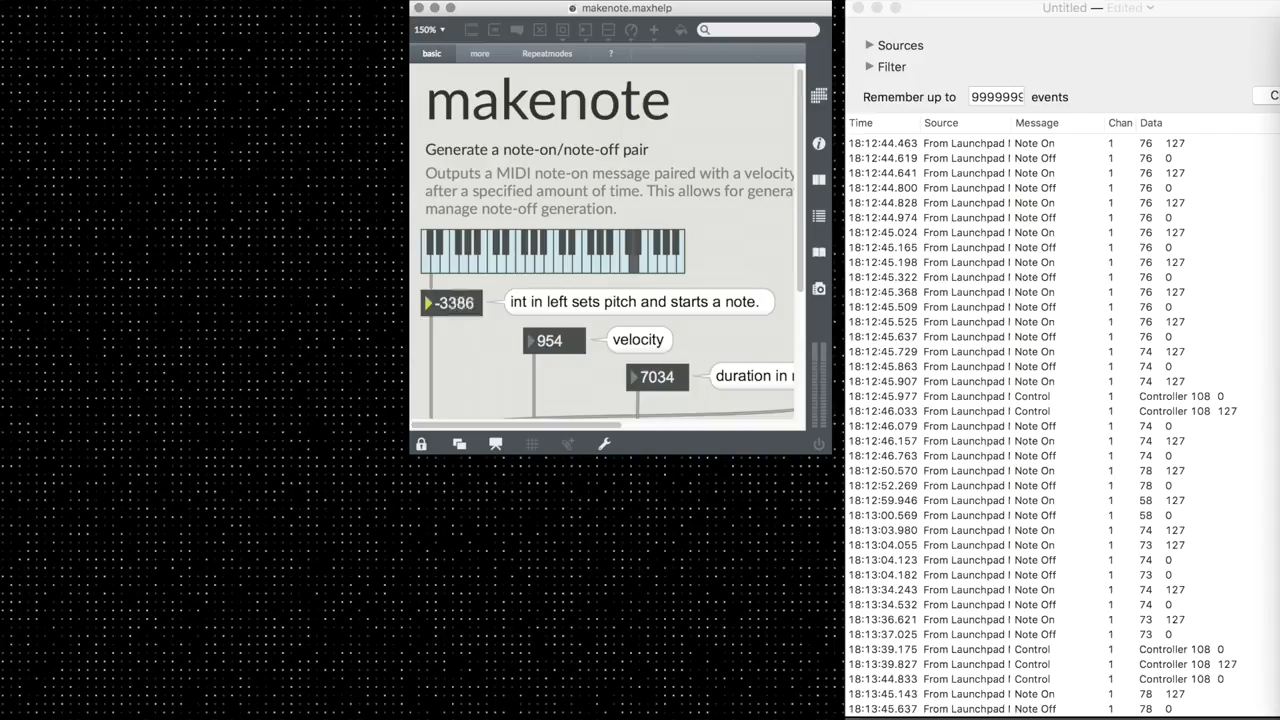 makenote.maxhelp
150%
basic more Repeatmodes ?
makenote
Generate a note-on/note-off pair
Outputs a MIDI note-on message paired with a velocity
after a specified amount of time. This allows for genera
manage note-off generation.
-3386 int in left sets pitch and starts a note.
954 velocity
7034 duration in
Untitled — Edited
Sources
Filter
Remember up to 9999999 events
Time Source Message Chan Data
18:12:44.463 From Launchpad Note On 1 76 127
18:12:44.619 From Launchpad Note Off 1 76 0
18:12:44.641 From Launchpad Note On 1 76 127
18:12:44.800 From Launchpad Note Off 1 76 0
18:12:44.828 From Launchpad Note On 1 76 127
18:12:44.974 From Launchpad Note Off 1 76 0
18:12:45.024 From Launchpad Note On 1 76 127
18:12:45.165 From Launchpad Note Off 1 76 0
18:12:45.198 From Launchpad Note On 1 76 127
18:12:45.322 From Launchpad Note Off 1 76 0
18:12:45.368 From Launchpad Note On 1 76 127
18:12:45.506 From Launchpad Note Off 1 76 0
18:12:45.525 From Launchpad Note On 1 76 127
18:12:45.637 From Launchpad Note Off 1 76 0
18:12:45.729 From Launchpad Note On 1 74 127
18:12:45.863 From Launchpad Note Off 1 74 0
18:12:45.907 From Launchpad Note On 1 74 127
18:12:45.977 From Launchpad Control 1 Controller 108 0
18:12:46.033 From Launchpad Control 1 Controller 108 127
18:12:46.079 From Launchpad Note Off 1 74 0
18:12:46.157 From Launchpad Note On 1 74 127
18:12:46.763 From Launchpad Note Off 1 74 0
18:12:50.570 From Launchpad Note On 1 78 127
18:12:52.269 From Launchpad Note Off 1 78 0
18:12:59.946 From Launchpad Note On 1 58 127
18:13:00.569 From Launchpad Note Off 1 58 0
18:13:03.980 From Launchpad Note On 1 74 127
18:13:04.055 From Launchpad Note On 1 73 127
18:13:04.123 From Launchpad Note Off 1 74 0
18:13:04.182 From Launchpad Note Off 1 73 0
18:13:34.243 From Launchpad Note On 1 74 127
18:13:34.532 From Launchpad Note Off 1 74 0
18:13:36.621 From Launchpad Note On 1 73 127
18:13:37.025 From Launchpad Note Off 1 73 0
18:13:39.175 From Launchpad Control 1 Controller 108 0
18:13:39.827 From Launchpad Control 1 Controller 108 127
18:13:44.833 From Launchpad Control 1 Controller 108 0
18:13:45.143 From Launchpad Note On 1 78 127
18:13:45.637 From Launchpad Note Off 1 78 0